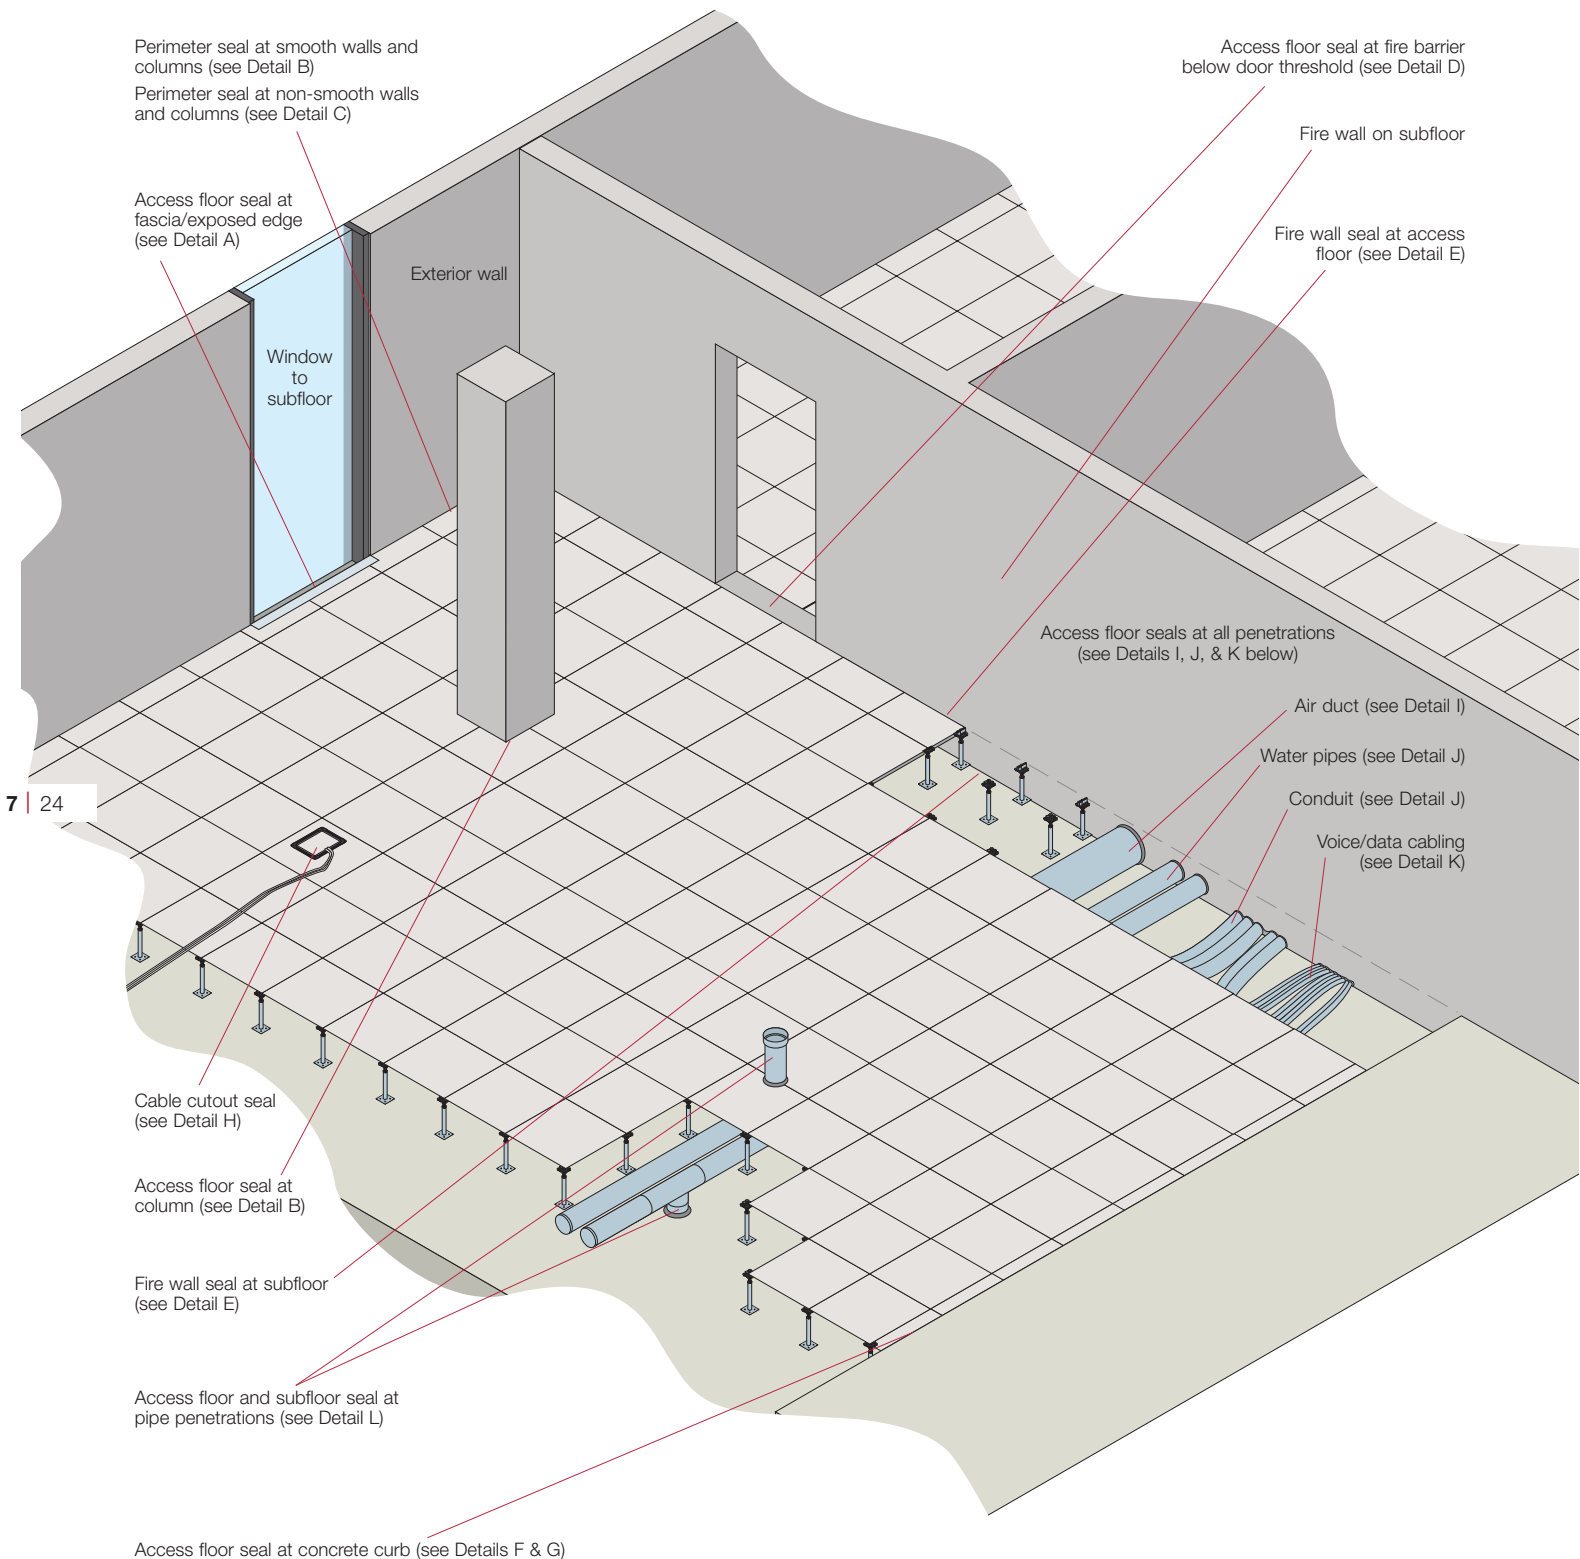 Perimeter seal at smooth walls and
columns (see Detail B)
Perimeter seal at non-smooth walls
and columns (see Detail C)
Access floor seal at
fascia/exposed edge
(see Detail A)
Exterior wall
Window
to
subfloor
Access floor seal at fire barrier
below door threshold (see Detail D)
Fire wall on subfloor
Fire wall seal at access
floor (see Detail E)
Access floor seals at all penetrations
(see Details I, J, & K below)
Air duct (see Detail I)
Water pipes (see Detail J)
Conduit (see Detail J)
Voice/data cabling
(see Detail K)
7 | 24
Cable cutout seal
(see Detail H)
Access floor seal at
column (see Detail B)
Fire wall seal at subfloor
(see Detail E)
Access floor and subfloor seal at
pipe penetrations (see Detail L)
Access floor seal at concrete curb (see Details F & G)